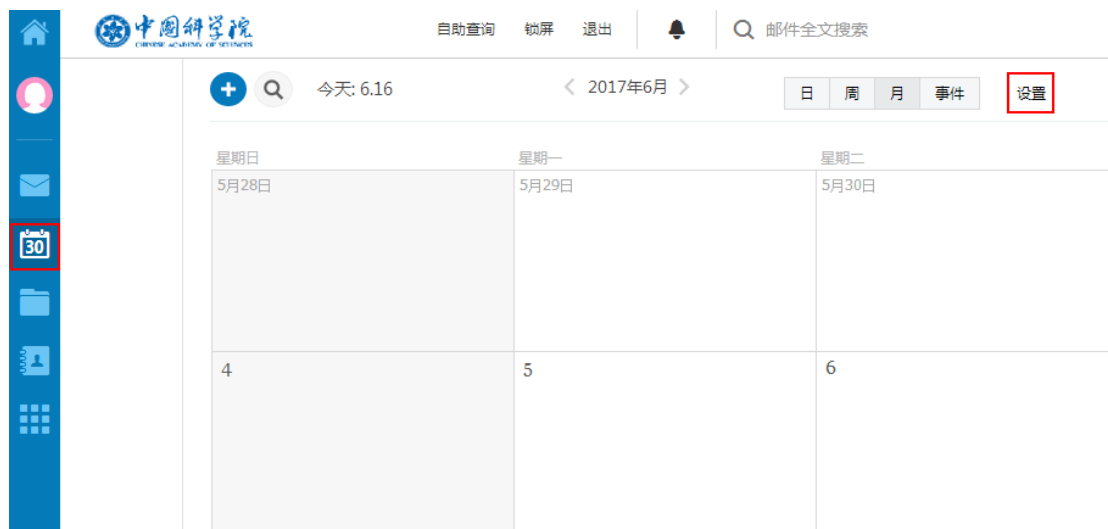 中国科学院
CHINESE ACADEMY OF SCIENCES
自助查询 锁屏 退出 邮件全文搜索
今天: 6.16 2017年6月 日 周 月 事件 设置
星期日 星期一 星期二
5月28日 5月29日 5月30日
30
4 5 6